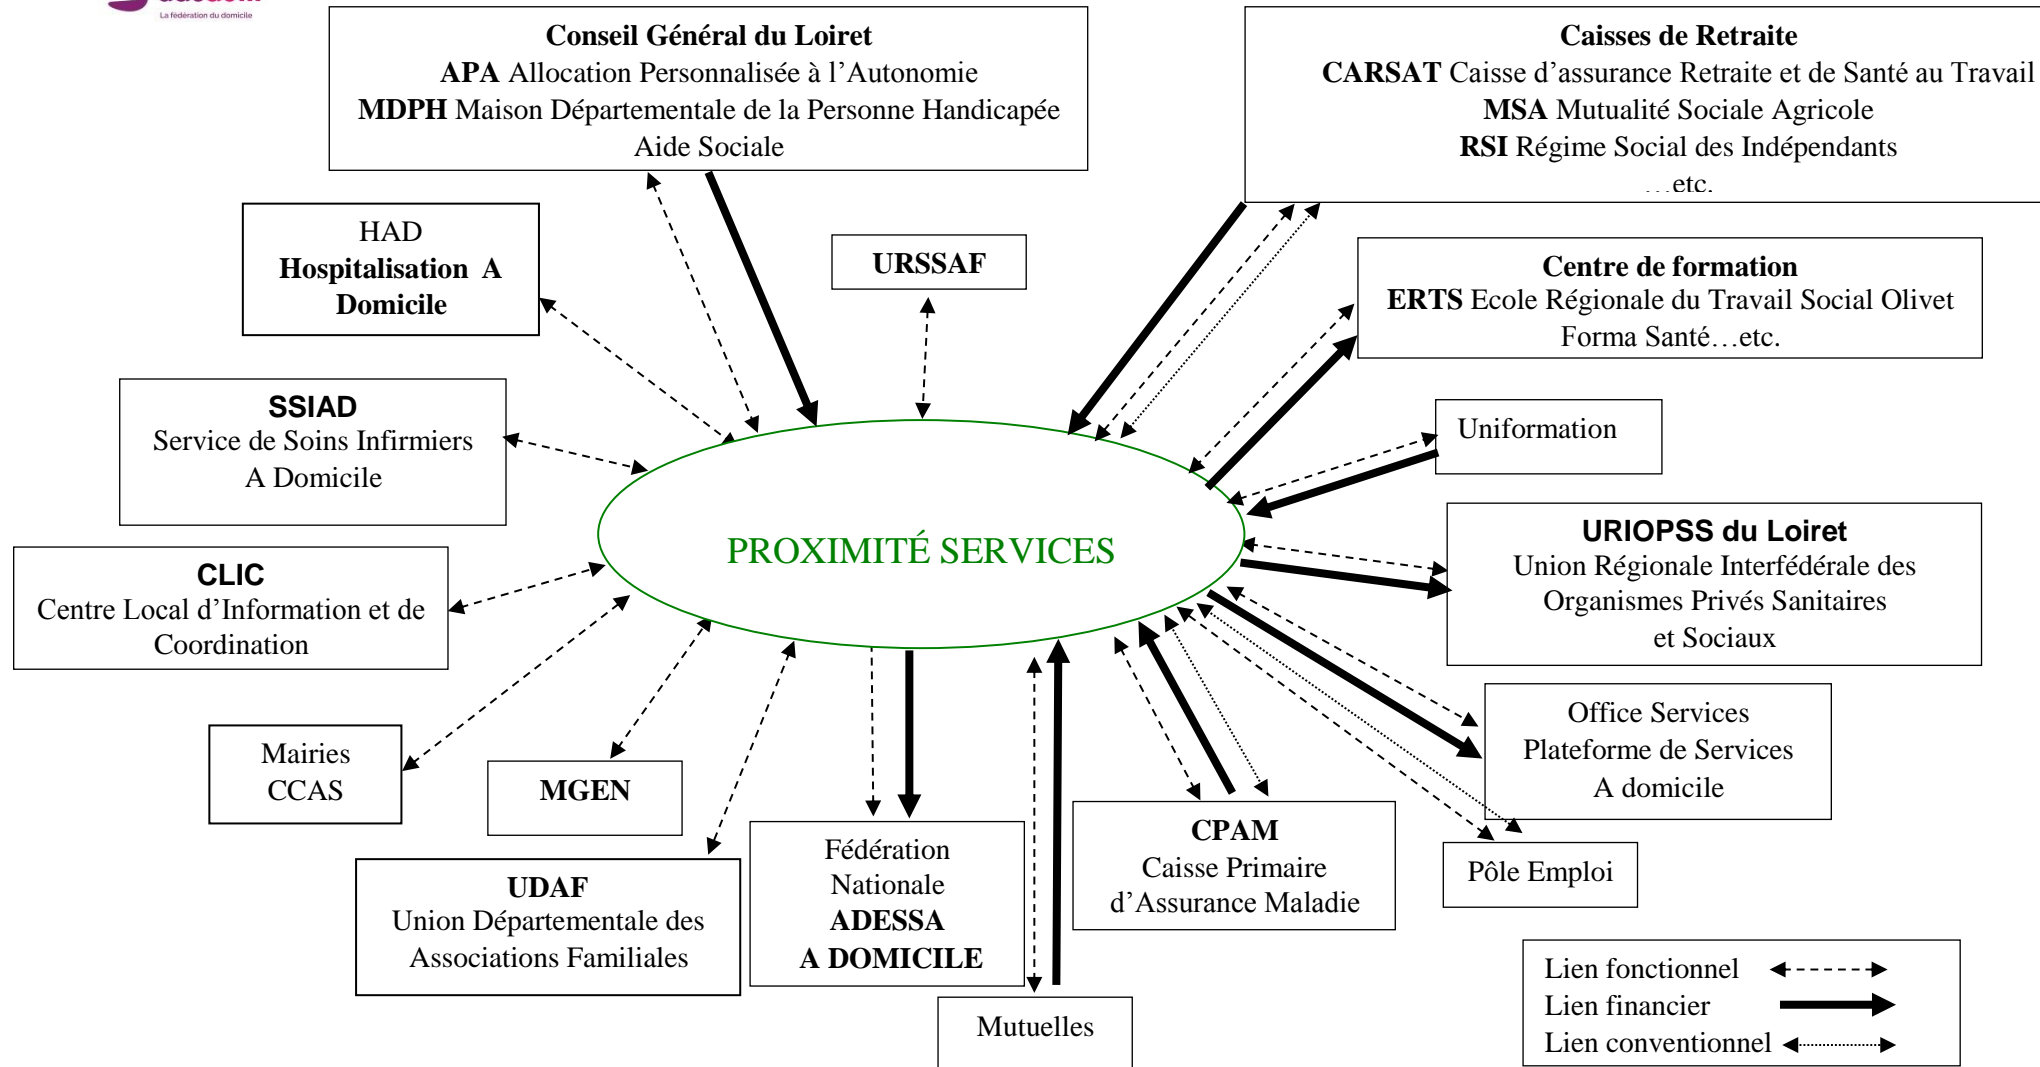 La fédération du domicile
Conseil Général du Loiret
APA Allocation Personnalisée à l’Autonomie
MDPH Maison Départementale de la Personne Handicapée
Aide Sociale
Caisses de Retraite
CARSAT Caisse d’assurance Retraite et de Santé au Travail
MSA Mutualité Sociale Agricole
RSI Régime Social des Indépendants
…etc.
HAD
Hospitalisation A
Domicile
URSSAF
Centre de formation
ERTS Ecole Régionale du Travail Social Olivet
Forma Santé…etc.
SSIAD
Service de Soins Infirmiers
A Domicile
Uniformation
PROXIMITÉ SERVICES
URIOPSS du Loiret
Union Régionale Interfédérale des
Organismes Privés Sanitaires
et Sociaux
CLIC
Centre Local d’Information et de
Coordination
Mairies
CCAS
MGEN
Office Services
Plateforme de Services
A domicile
UDAF
Union Départementale des
Associations Familiales
Fédération
Nationale
ADESSA
A DOMICILE
CPAM
Caisse Primaire
d’Assurance Maladie
Pôle Emploi
Mutuelles
Lien fonctionnel
Lien financier
Lien conventionnel